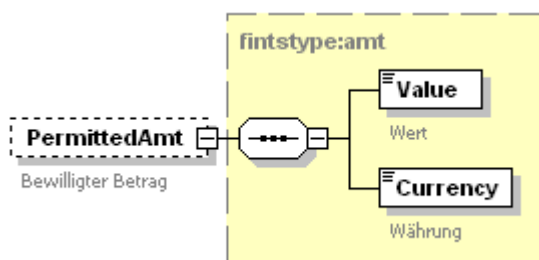 fintstype:amt
Value
Wert
PermittedAmt
Bewilligter Betrag
Currency
Währung